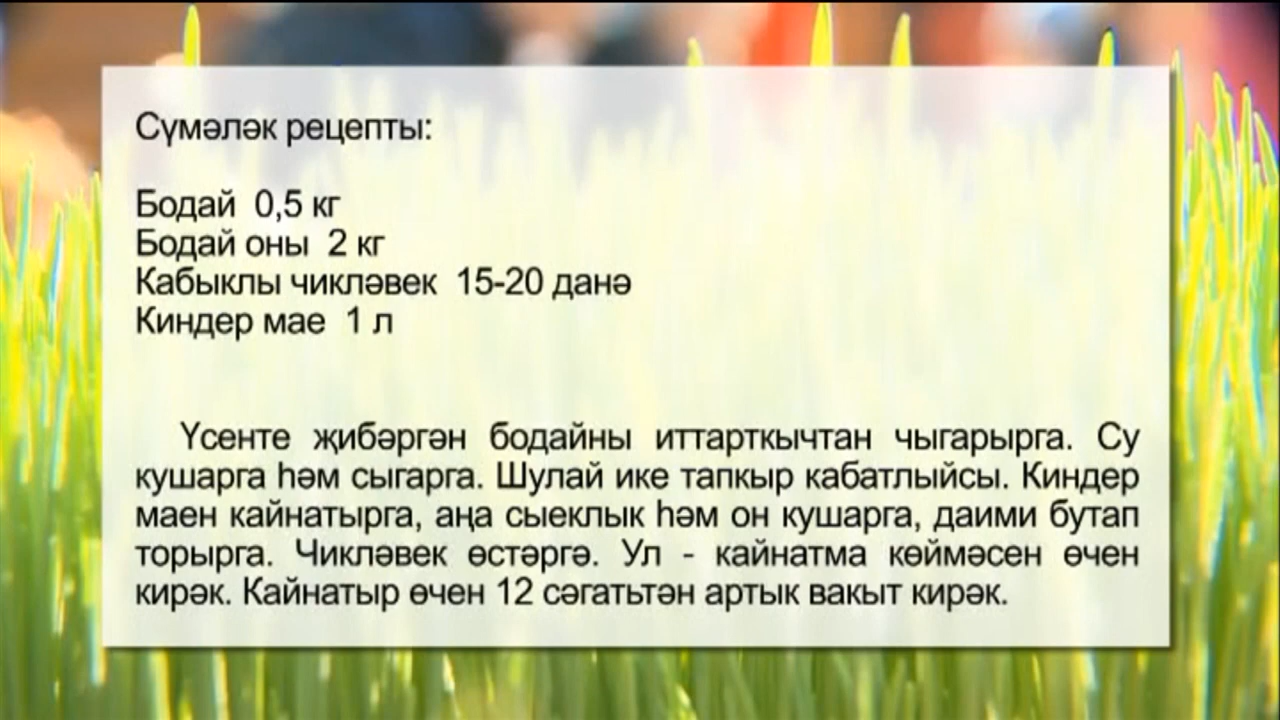 Сүмәләк рецепты:
Бодай 0,5 кг
Бодай оны 2 кг
Кабыклы чикләвек 15-20 данә
Киндер мае 1 л
Үсенте җибәргән бодайны иттарткычтан чыгарырга. Су
кушарга һәм сыгарга. Шулай ике тапкыр кабатлыйсы. Киндер
маен кайнатырга, аңа сыеклык һәм он кушарга, даими бутап
торырга. Чикләвек өстәргә. Ул - кайнатма көймәсен өчен
кирәк. Кайнатыр өчен 12 сәгатьтән артык вакыт кирәк.